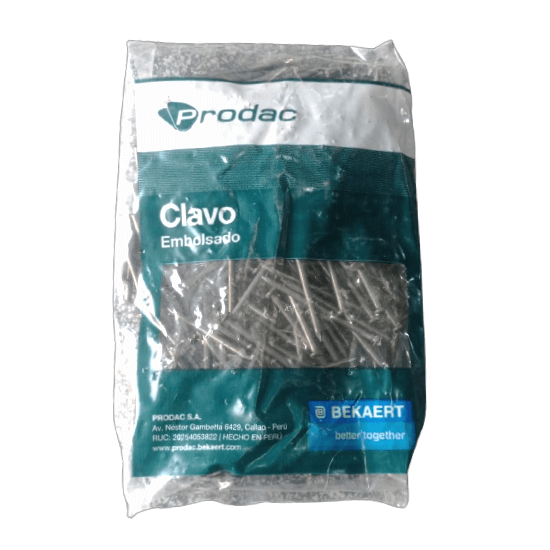 Prodac
Clavo
Embolsado
PRODAC S.A.
Av. Néstor Gambetta 6429, Callao - Perú
RUC: 20254053822 | HECHO EN PERÚ
www.prodac.bekaert.com
BEKAERT
better together